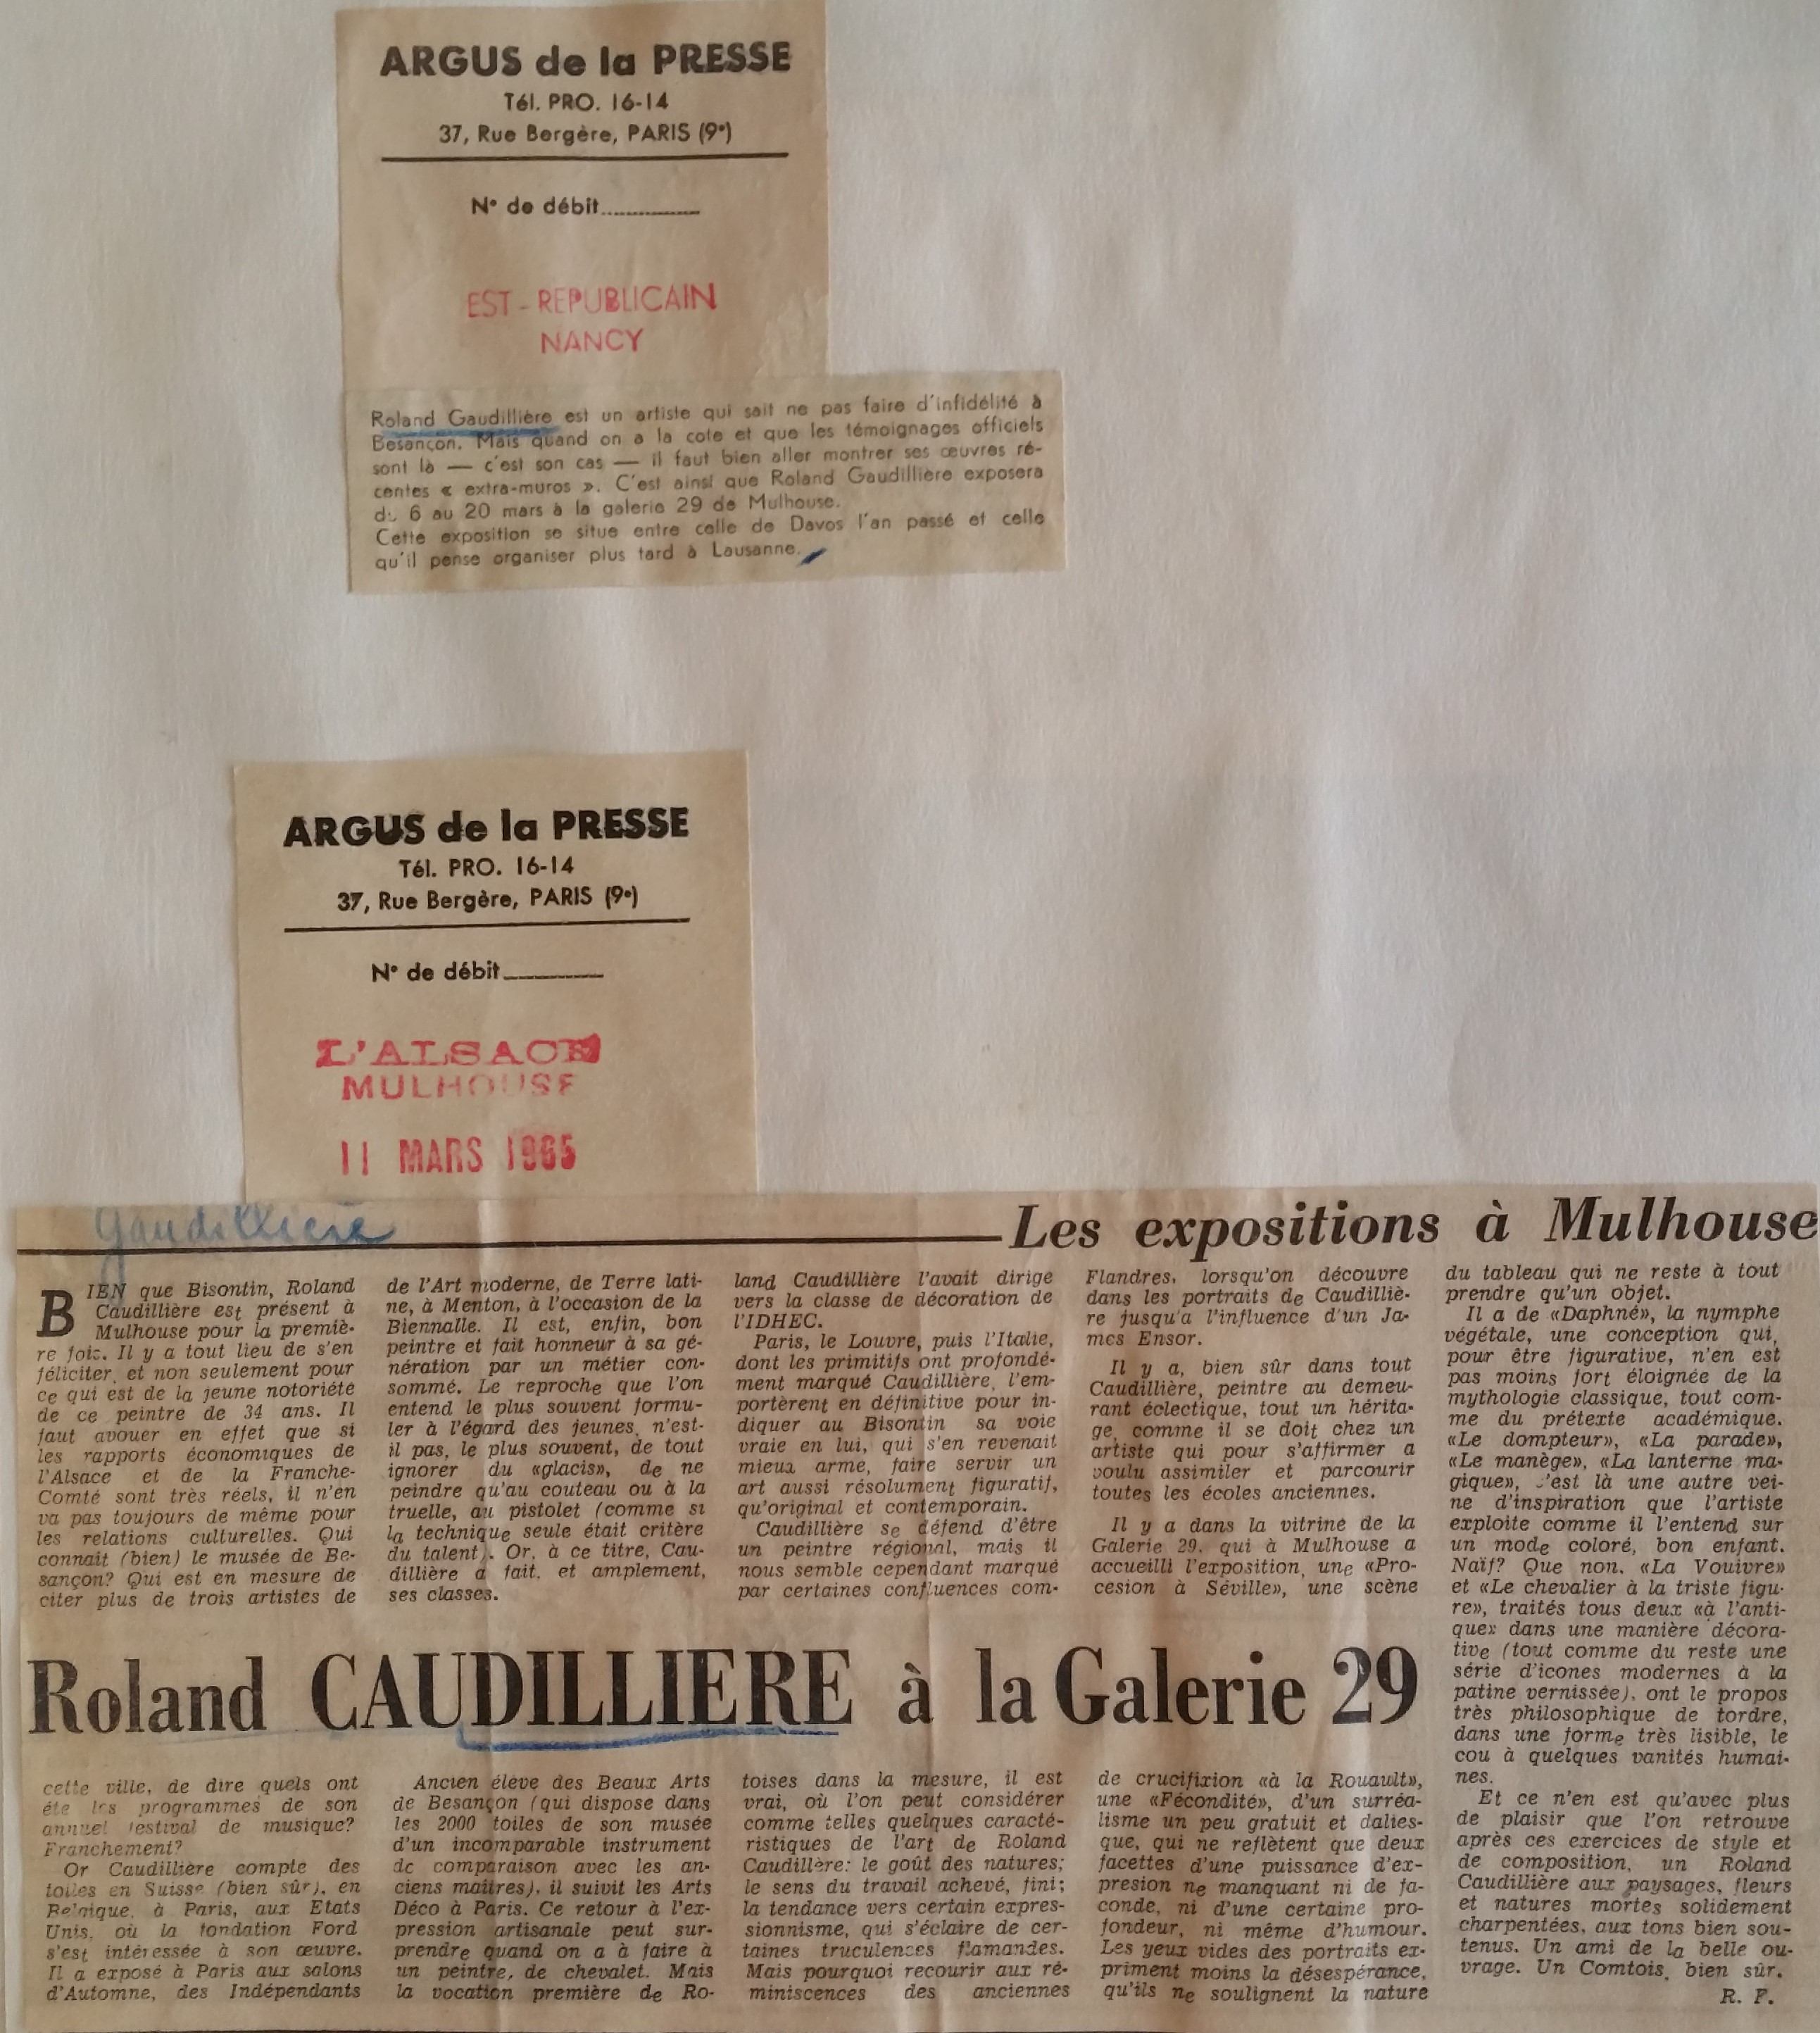 ARGUS de la PRESSE
Tél. PRO. 16-14
37, Rue Bergère, PARIS (9e)
N° de débit
EST-REPUBLICAIN
NANCY
Roland Gaudillière est un artiste qui sait ne pas faire d'infidélité à
Besançon. Mais quand on a la cote et que les témoignages officiels
sont là — c'est son cas — il faut bien aller montrer ses œuvres ré-
centes « extra-muros ». C'est ainsi que Roland Gaudillière exposera
du 6 au 20 mars à la galerie 29 de Mulhouse.
Cette exposition se situe entre celle de Davos l'an passé et celle
qu'il pense organiser plus tard à Lausanne.
ARGUS de la PRESSE
Tél. PRO. 16-14
37, Rue Bergère, PARIS (9e)
N° de débit
L'ALSACE
MULHOUSE
11 MARS 1965
Gaudilliere
Les expositions à Mulhouse
Roland CAUDILLIERE à la Galerie 29
BIEN que Bisontin, Roland
Caudillière est présent à
Mulhouse pour la premiè-
re fois. Il y a tout lieu de s'en
féliciter, et non seulement pour
ce qui est de la jeune notoriété
de ce peintre de 34 ans. Il
faut avouer en effet que si
les rapports économiques de
l'Alsace et de la Franche-
Comté sont très réels, il n'en
va pas toujours de même pour
les relations culturelles. Qui
connait (bien) le musée de Be-
sançon? Qui est en mesure de
citer plus de trois artistes de
cette ville, de dire quels ont
été les programmes de son
annuel festival de musique?
Franchement?
Or Caudillière compte des
toiles en Suisse (bien sûr), en
Belgique, à Paris, aux Etats
Unis, où la fondation Ford
s'est intéressée à son œuvre.
Il a exposé à Paris aux salons
d'Automne, des Indépendants
de l'Art moderne, de Terre lati-
ne, à Menton, à l'occasion de la
Biennalle. Il est, enfin, bon
peintre et fait honneur à sa gé-
nération par un métier con-
sommé. Le reproche que l'on
entend le plus souvent formu-
ler à l'égard des jeunes, n'est-
il pas, le plus souvent, de tout
ignorer du «glacis», de ne
peindre qu'au couteau ou à la
truelle, au pistolet (comme si
la technique seule était critère
du talent). Or, à ce titre, Cau-
dillière a fait, et amplement,
ses classes.
Ancien élève des Beaux Arts
de Besançon (qui dispose dans
les 2000 toiles de son musée
d'un incomparable instrument
de comparaison avec les an-
ciens maîtres), il suivit les Arts
Déco à Paris. Ce retour à l'ex-
pression artisanale peut sur-
prendre quand on a à faire à
un peintre, de chevalet. Mais
la vocation première de Ro-
land Caudillière l'avait dirigé
vers la classe de décoration de
l'IDHEC.
Paris, le Louvre, puis l'Italie,
dont les primitifs ont profondé-
ment marqué Caudillière, l'em-
portèrent en définitive pour in-
diquer au Bisontin sa voie
vraie en lui, qui s'en revenait
mieux arme, faire servir un
art aussi résolument figuratif,
qu'original et contemporain.
Caudillière se défend d'être
un peintre régional, mais il
nous semble cependant marqué
par certaines confluences com-
toises dans la mesure, il est
vrai, où l'on peut considérer
comme telles quelques caracté-
ristiques de l'art de Roland
Caudillère: le goût des natures;
le sens du travail achevé, fini;
la tendance vers certain expres-
sionnisme, qui s'éclaire de cer-
taines truculences flamandes.
Mais pourquoi recourir aux ré-
miniscences des anciennes
Flandres, lorsqu'on découvre
dans les portraits de Caudilliè-
re jusqu'a l'influence d'un Ja-
mes Ensor.
Il y a, bien sûr dans tout
Caudillière, peintre au demeu-
rant éclectique, tout un hérita-
ge, comme il se doit chez un
artiste qui pour s'affirmer a
voulu assimiler et parcourir
toutes les écoles anciennes.
Il y a dans la vitrine de la
Galerie 29, qui à Mulhouse a
accueilli l'exposition, une «Pro-
cesion à Séville», une scène
de crucifixion «à la Rouault»,
une «Fécondité», d'un surréa-
lisme un peu gratuit et dalies-
que, qui ne reflètent que deux
facettes d'une puissance d'ex-
presion ne manquant ni de fa-
conde, ni d'une certaine pro-
fondeur, ni même d'humour.
Les yeux vides des portraits ex-
priment moins la désespérance,
qu'ils ne soulignent la nature
du tableau qui ne reste à tout
prendre qu'un objet.
Il a de «Daphné», la nymphe
végétale, une conception qui,
pour être figurative, n'en est
pas moins fort éloignée de la
mythologie classique, tout com-
me du prétexte académique.
«Le dompteur», «La parade»,
«Le manège», «La lanterne ma-
gique», c'est là une autre vei-
ne d'inspiration que l'artiste
exploite comme il l'entend sur
un mode coloré, bon enfant.
Naïf? Que non. «La Vouivre»
et «Le chevalier à la triste figu-
re», traités tous deux «à l'anti-
que» dans une manière décora-
tive (tout comme du reste une
série d'icones modernes à la
patine vernissée), ont le propos
très philosophique de tordre,
dans une forme très lisible, le
cou à quelques vanités humai-
nes.
Et ce n'en est qu'avec plus
de plaisir que l'on retrouve
après ces exercices de style et
de composition, un Roland
Caudillière aux paysages, fleurs
et natures mortes solidement
charpentées, aux tons bien sou-
tenus. Un ami de la belle ou-
vrage. Un Comtois, bien sûr.
R. F.